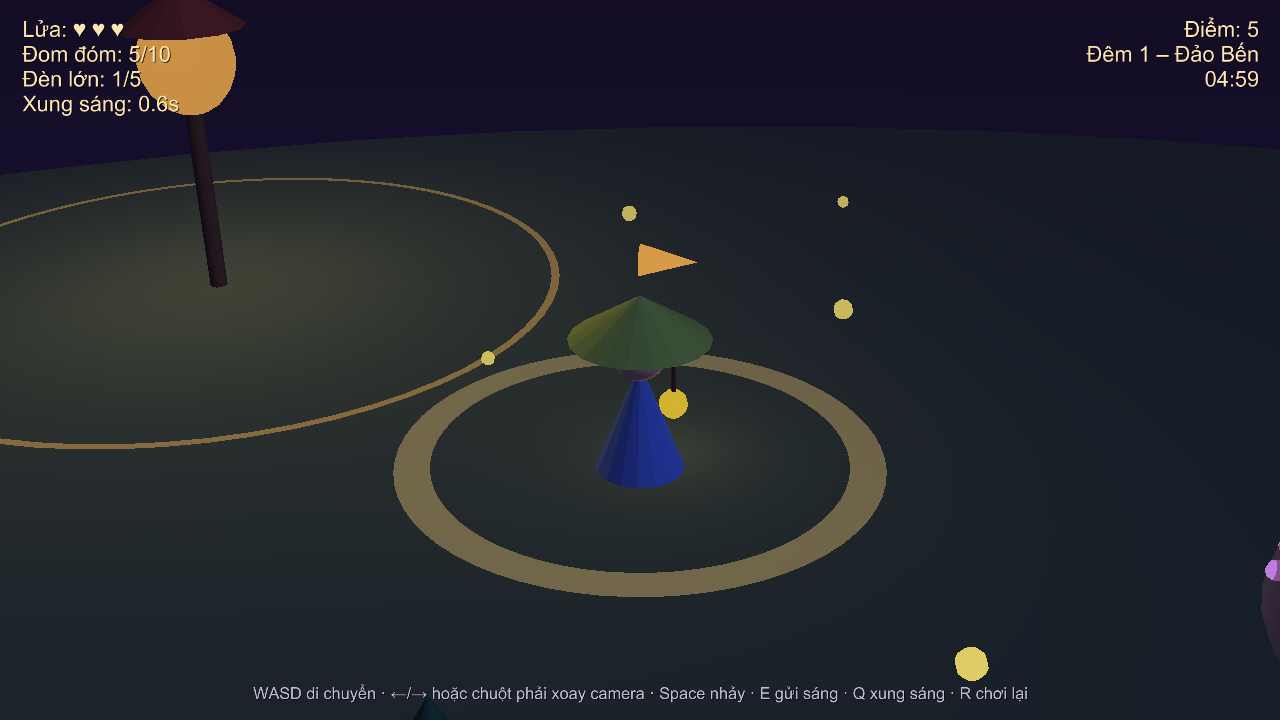 Lửa: ♥ ♥ ♥
Đom đóm: 5/10
Đèn lớn: 1/5
Xung sáng: 0.6s
Điểm: 5
Đêm 1 – Đảo Bến
04:59
WASD di chuyển · ←/→ hoặc chuột phải xoay camera · Space nhảy · E gửi sáng · Q xung sáng · R chơi lại